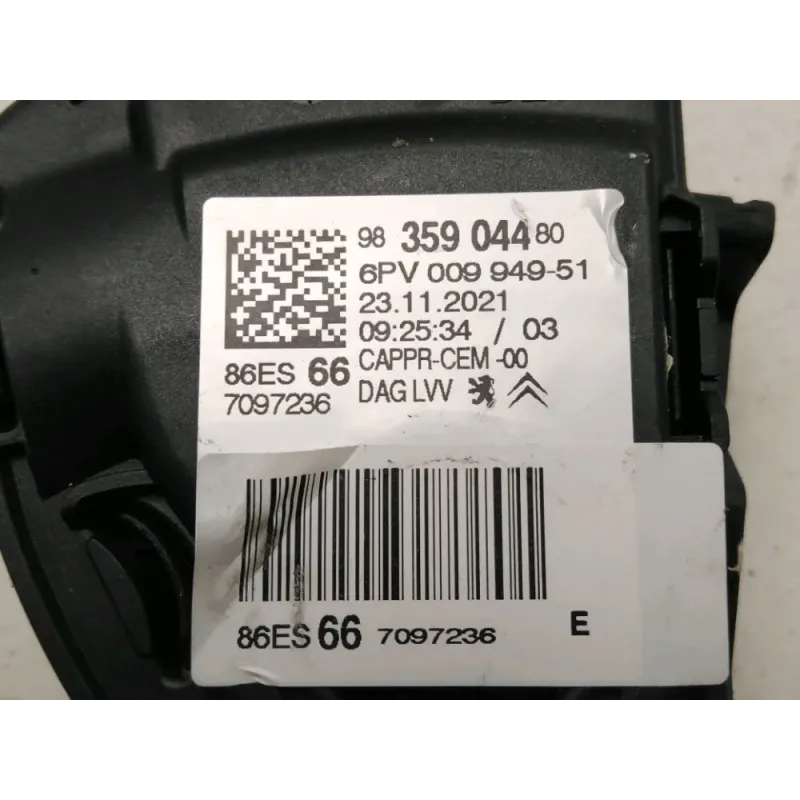 98 359 044 80
6PV 009 949-51
23.11.2021
09:25:34 / 03
CAPPR-CEM -00
DAG LVV
86ES 66
7097236
86ES 66 7097236 E